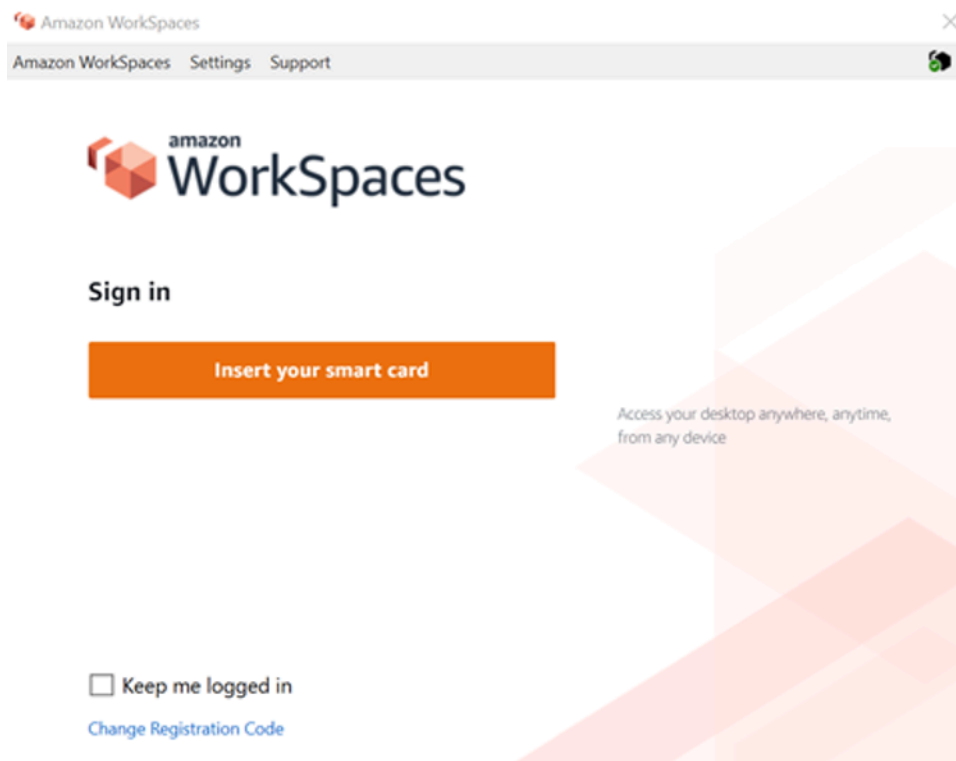 Amazon WorkSpaces
Amazon WorkSpaces Settings Support
amazon
WorkSpaces
Sign in
Insert your smart card
Access your desktop anywhere, anytime,
from any device
Keep me logged in
Change Registration Code